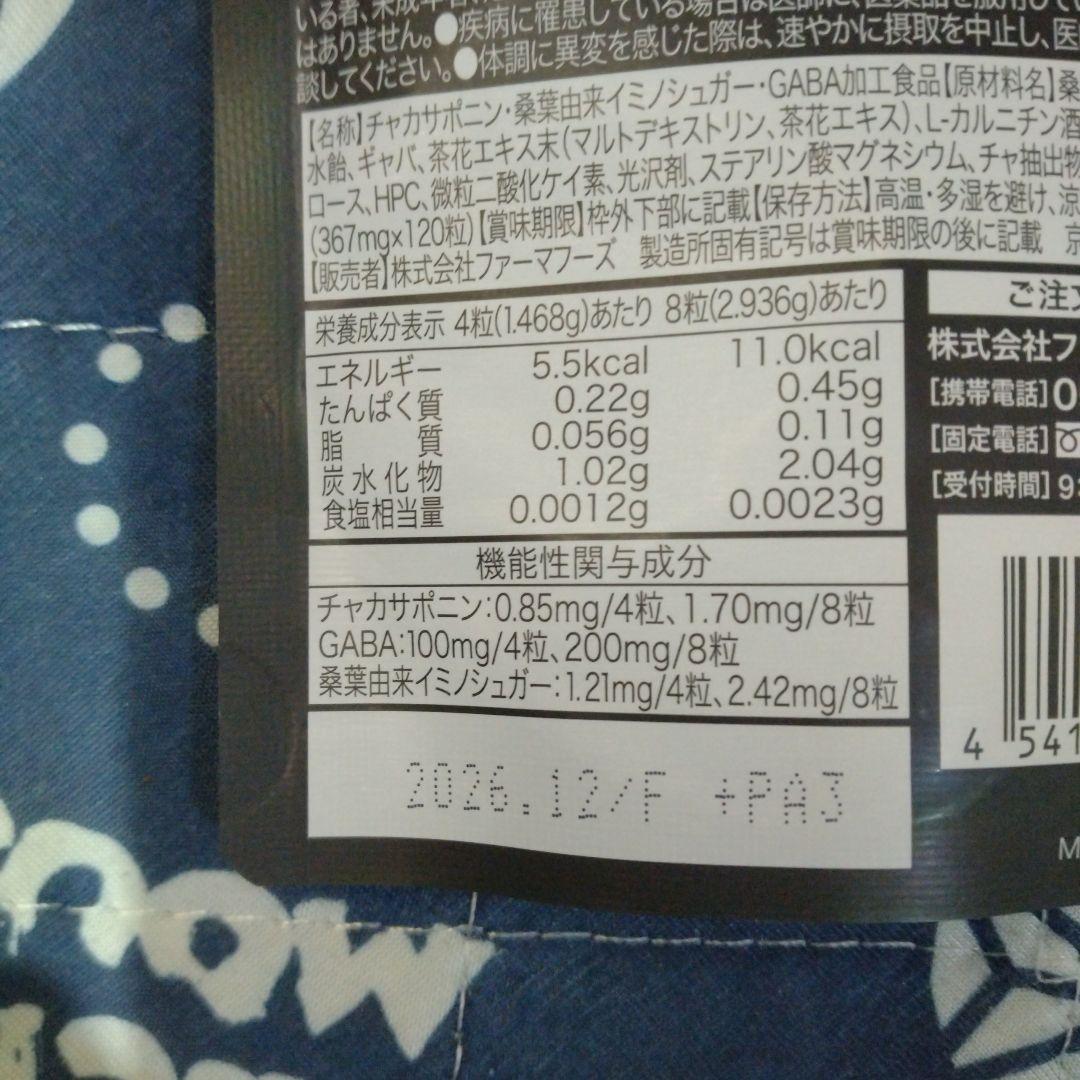 いる者、未成年者、
はありません。●疾病に罹患している場合は医師に、医薬品を服用してい
談してください。●体調に異変を感じた際は、速やかに摂取を中止し、医
【名称】チャカサポニン・桑葉由来イミノシュガー・GABA加工食品【原材料名】桑
水飴、ギャバ、茶花エキス末(マルトデキストリン、茶花エキス)、L-カルニチン酒
ロース、HPC、微粒二酸化ケイ素、光沢剤、ステアリン酸マグネシウム、チャ抽出物
(367mg×120粒)【賞味期限】枠外下部に記載【保存方法】高温・多湿を避け、涼
【販売者】株式会社ファーマフーズ 製造所固有記号は賞味期限の後に記載 京
栄養成分表示 4粒(1.468g)あたり 8粒(2.936g)あたり
エネルギー 5.5kcal 11.0kcal
たんぱく質 0.22g 0.45g
脂質 0.056g 0.11g
炭水化物 1.02g 2.04g
食塩相当量 0.0012g 0.0023g
機能性関与成分
チャカサポニン:0.85mg/4粒、1.70mg/8粒
GABA:100mg/4粒、200mg/8粒
桑葉由来イミノシュガー:1.21mg/4粒、2.42mg/8粒
2026.12/F +PA3
ご注文
株式会社フ
[携帯電話]0
[固定電話]
[受付時間]9:
4 541
M